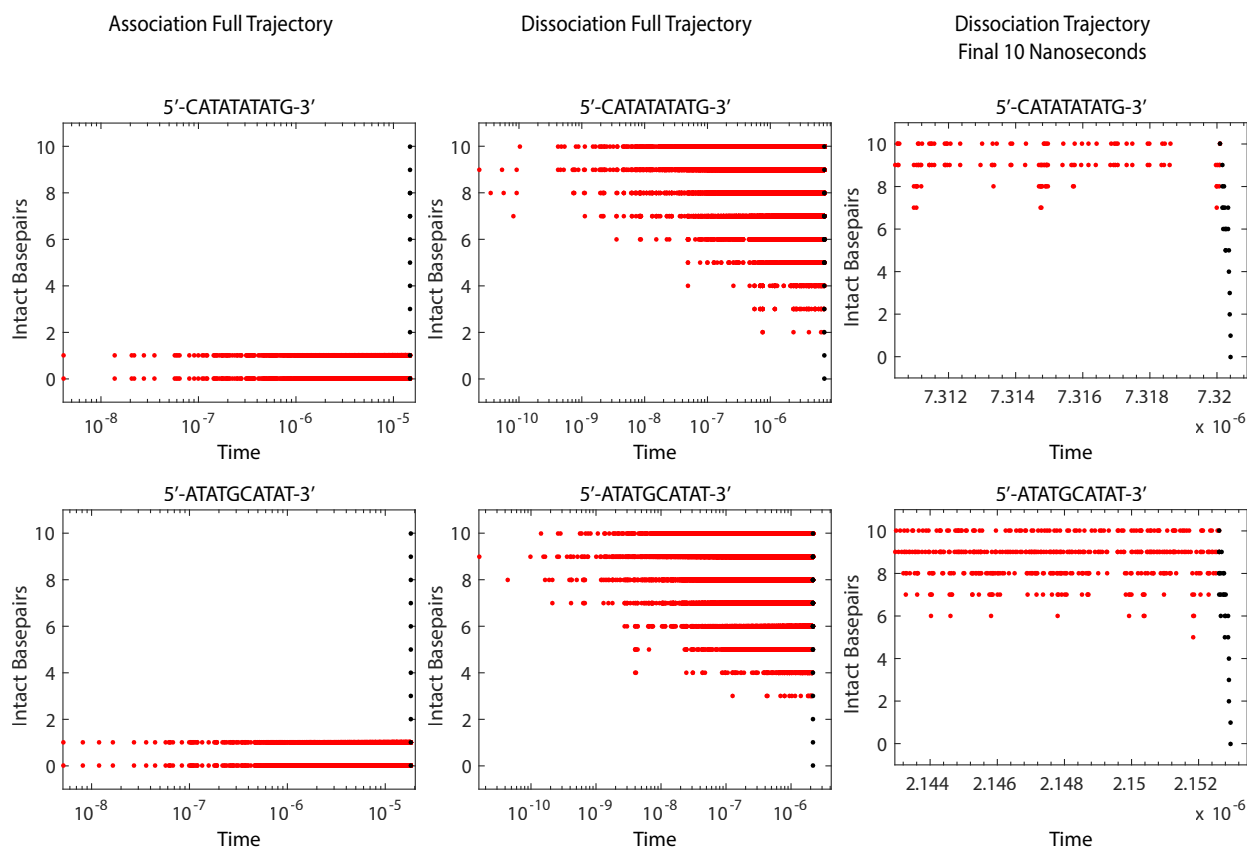 Association Full Trajectory
Dissociation Full Trajectory
Dissociation Trajectory
Final 10 Nanoseconds
5’-CATATATATG-3’
Intact Basepairs
10
8
6
4
2
0
10⁻⁸ 10⁻⁷ 10⁻⁶ 10⁻⁵
Time
5’-CATATATATG-3’
Intact Basepairs
10
8
6
4
2
0
10⁻¹⁰ 10⁻⁹ 10⁻⁸ 10⁻⁷ 10⁻⁶
Time
5’-CATATATATG-3’
Intact Basepairs
10
8
6
4
2
0
7.312 7.314 7.316 7.318 7.32
x 10⁻⁶
Time
5’-ATATGCATAT-3’
Intact Basepairs
10
8
6
4
2
0
10⁻⁸ 10⁻⁷ 10⁻⁶ 10⁻⁵
Time
5’-ATATGCATAT-3’
Intact Basepairs
10
8
6
4
2
0
10⁻¹⁰ 10⁻⁹ 10⁻⁸ 10⁻⁷ 10⁻⁶
Time
5’-ATATGCATAT-3’
Intact Basepairs
10
8
6
4
2
0
2.144 2.146 2.148 2.15 2.152
x 10⁻⁶
Time